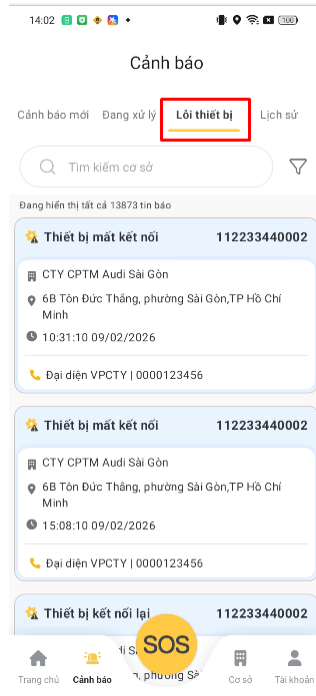 14:02
100
Cảnh báo
Cảnh báo mới Đang xử lý Lỗi thiết bị Lịch sử
Tìm kiếm cơ sở
Đang hiển thị tất cả 13873 tin báo
Thiết bị mất kết nối 112233440002
CTY CPTM Audi Sài Gòn
6B Tôn Đức Thắng, phường Sài Gòn,TP Hồ Chí
Minh
10:31:10 09/02/2026
Đại diện VPCTY | 0000123456
Thiết bị mất kết nối 112233440002
CTY CPTM Audi Sài Gòn
6B Tôn Đức Thắng, phường Sài Gòn,TP Hồ Chí
Minh
15:08:10 09/02/2026
Đại diện VPCTY | 0000123456
Thiết bị kết nối lại 112233440002
SOS
Trang chủ Cảnh báo Cơ sở Tài khoản